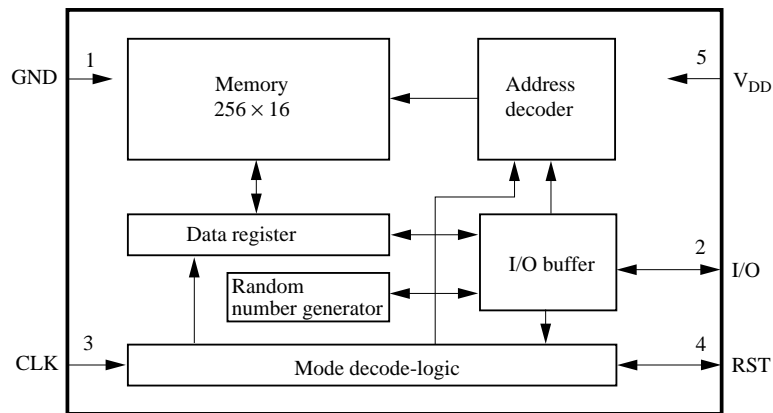 1
GND
Memory
256 × 16
Address
decoder
5
VDD
Data register
I/O buffer
2
I/O
Random
number generator
3
CLK
Mode decode-logic
4
RST